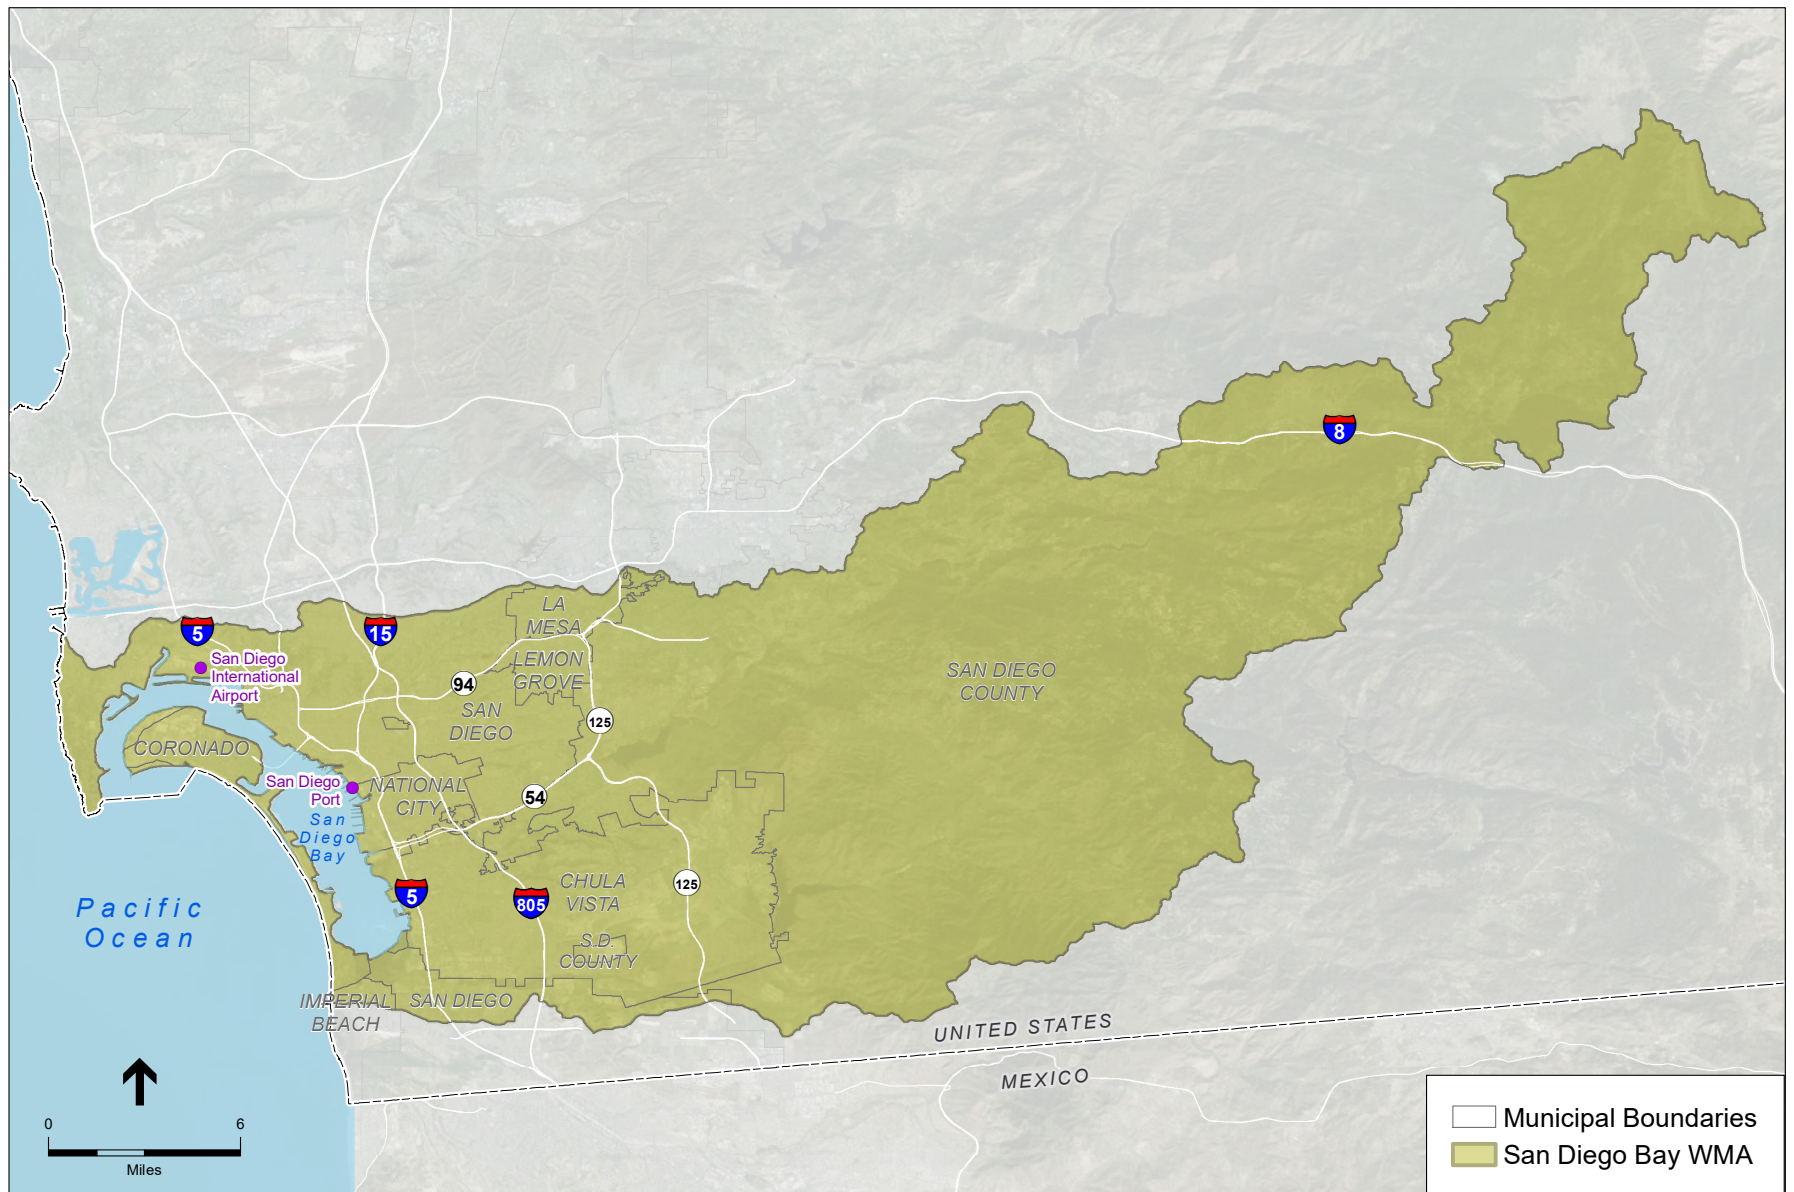 8
LA
MESA
5
15
San Diego
International
Airport
LEMON
GROVE
94
SAN DIEGO
COUNTY
SAN
DIEGO
125
CORONADO
San Diego
Port
NATIONAL
CITY
54
San
Diego
Bay
CHULA
VISTA
125
5
805
Pacific
Ocean
S.D.
COUNTY
IMPERIAL
BEACH
SAN DIEGO
UNITED STATES
MEXICO
0 6
Miles
Municipal Boundaries
San Diego Bay WMA